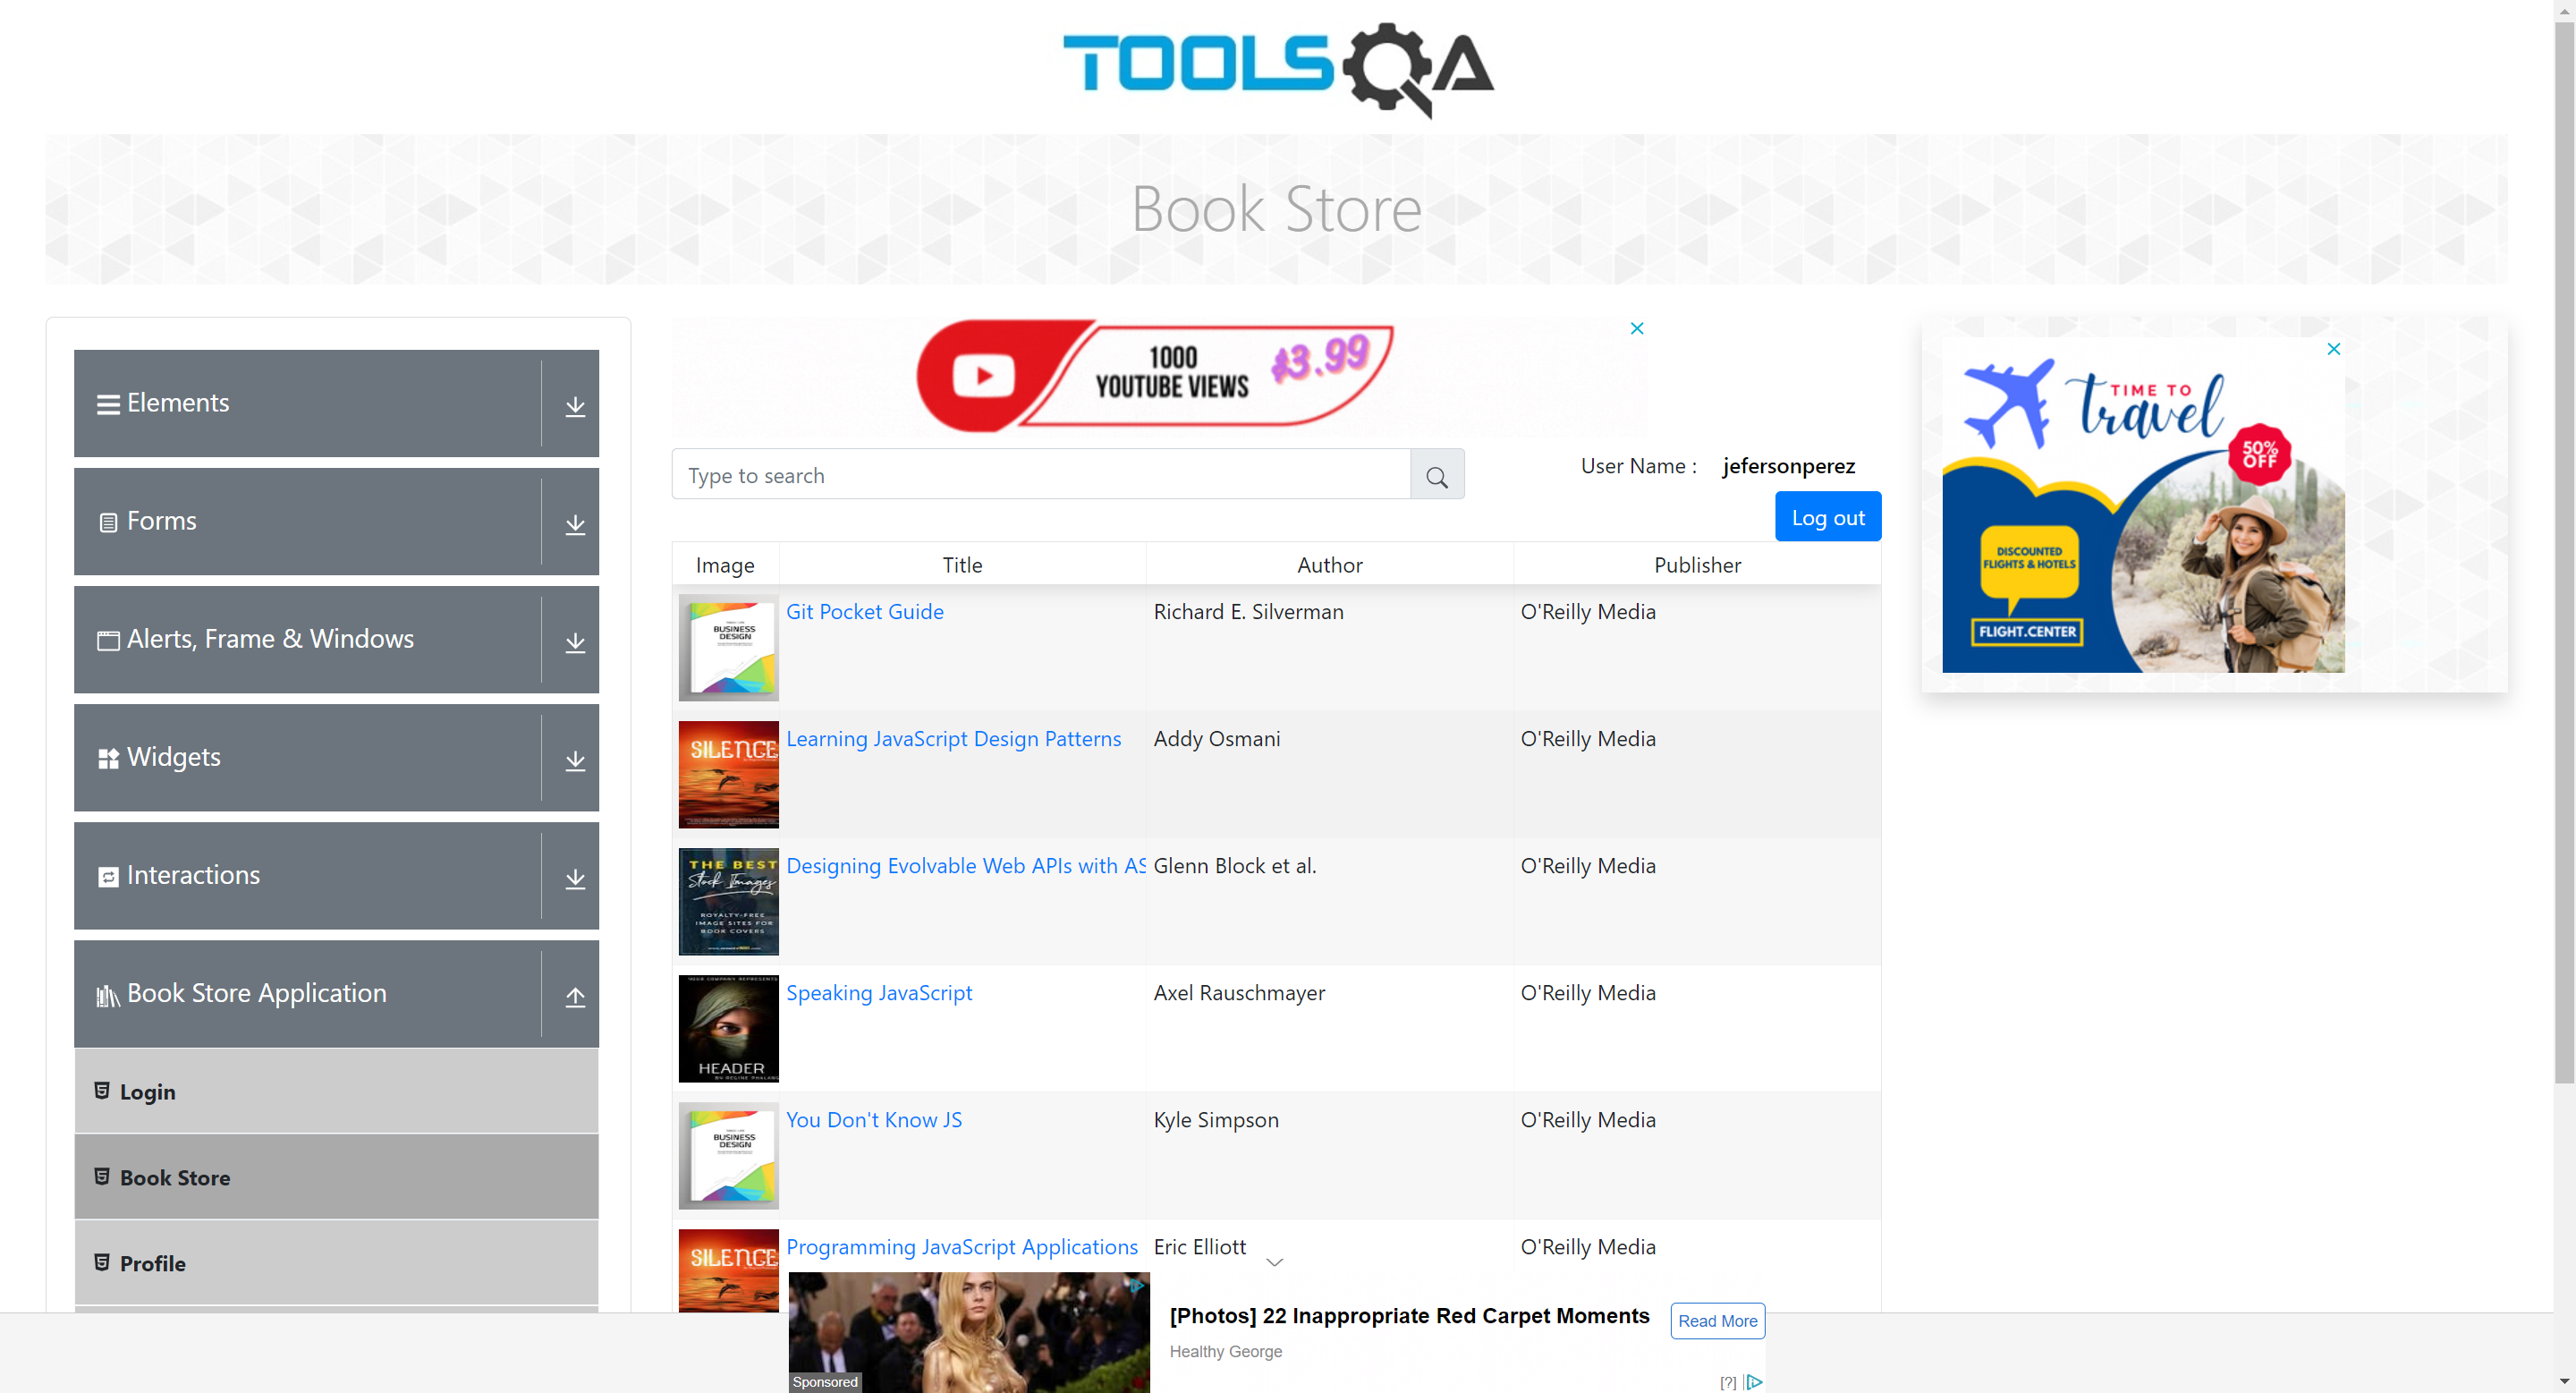 TOOLSQA
Book Store
Elements
Forms
Alerts, Frame & Windows
Widgets
Interactions
Book Store Application
Login
Book Store
Profile
1000
YOUTUBE VIEWS
$3.99
Type to search
User Name :
jefersonperez
Log out
Image Title Author Publisher
BUSINESS
DESIGN
Git Pocket Guide Richard E. Silverman O'Reilly Media
SILENCE
Learning JavaScript Design Patterns Addy Osmani O'Reilly Media
THE BEST
Stock Images
ROYALTY-FREE
IMAGE SITES FOR
BOOK COVERS
Designing Evolvable Web APIs with AS Glenn Block et al. O'Reilly Media
HEADER
Speaking JavaScript Axel Rauschmayer O'Reilly Media
BUSINESS
DESIGN
You Don't Know JS Kyle Simpson O'Reilly Media
SILENCE
Programming JavaScript Applications Eric Elliott O'Reilly Media
TIME TO
travel
50%
OFF
DISCOUNTED
FLIGHTS & HOTELS
FLIGHT.CENTER
[Photos] 22 Inappropriate Red Carpet Moments
Healthy George
Read More
Sponsored
[?]